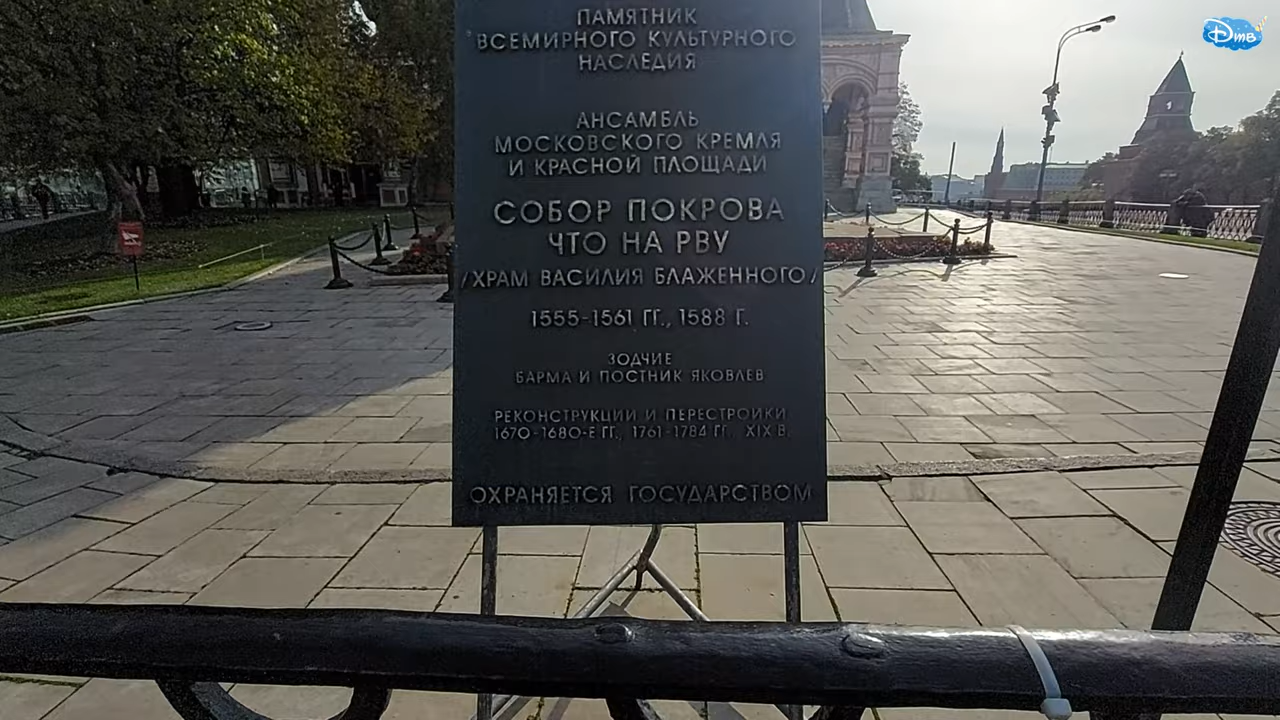 ПАМЯТНИК
ВСЕМИРНОГО КУЛЬТУРНОГО
НАСЛЕДИЯ
АНСАМБЛЬ
МОСКОВСКОГО КРЕМЛЯ
И КРАСНОЙ ПЛОЩАДИ
СОБОР ПОКРОВА
ЧТО НА РВУ
/ХРАМ ВАСИЛИЯ БЛАЖЕННОГО/
1555-1561 ГГ., 1588 Г.
ЗОДЧИЕ
БАРМА И ПОСТНИК ЯКОВЛЕВ
РЕКОНСТРУКЦИИ И ПЕРЕСТРОЙКИ
1670-1680-Е ГГ., 1761-1784 ГГ., XIX В.
ОХРАНЯЕТСЯ ГОСУДАРСТВОМ
Dmв